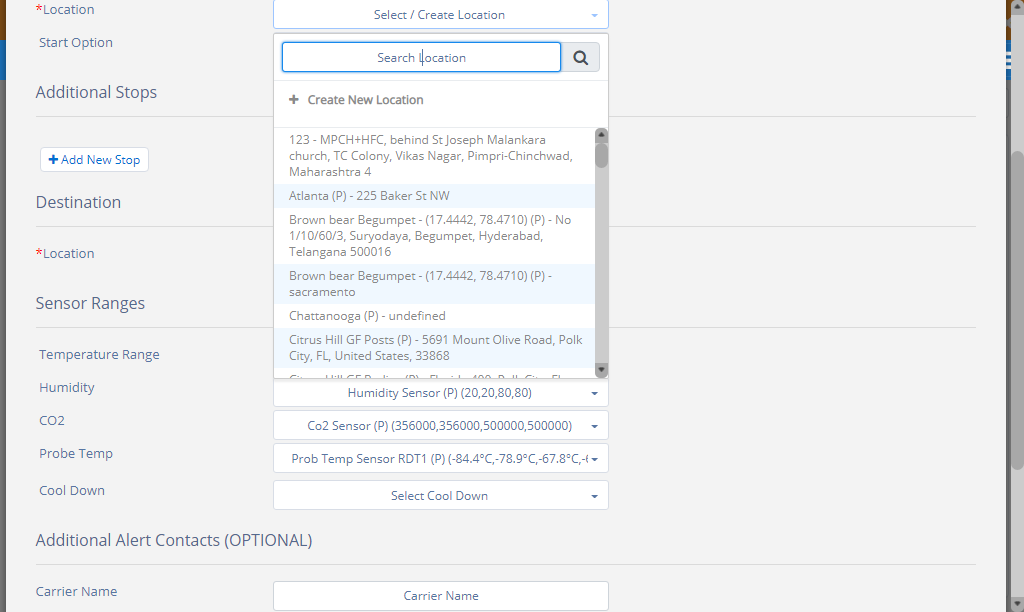 *Location
Select / Create Location
Start Option
Search Location
Create New Location
Additional Stops
123 - MPCH+HFC, behind St Joseph Malankara
church, TC Colony, Vikas Nagar, Pimpri-Chinchwad,
Maharashtra 4
+ Add New Stop
Atlanta (P) - 225 Baker St NW
Destination
Brown bear Begumpet - (17.4442, 78.4710) (P) - No
1/10/60/3, Suryodaya, Begumpet, Hyderabad,
Telangana 500016
*Location
Brown bear Begumpet - (17.4442, 78.4710) (P) -
sacramento
Sensor Ranges
Chattanooga (P) - undefined
Citrus Hill GF Posts (P) - 5691 Mount Olive Road, Polk
City, FL, United States, 33868
Temperature Range
Humidity
Humidity Sensor (P) (20,20,80,80)
CO2
Co2 Sensor (P) (356000,356000,500000,500000)
Probe Temp
Prob Temp Sensor RDT1 (P) (-84.4°C,-78.9°C,-67.8°C,-
Cool Down
Select Cool Down
Additional Alert Contacts (OPTIONAL)
Carrier Name
Carrier Name